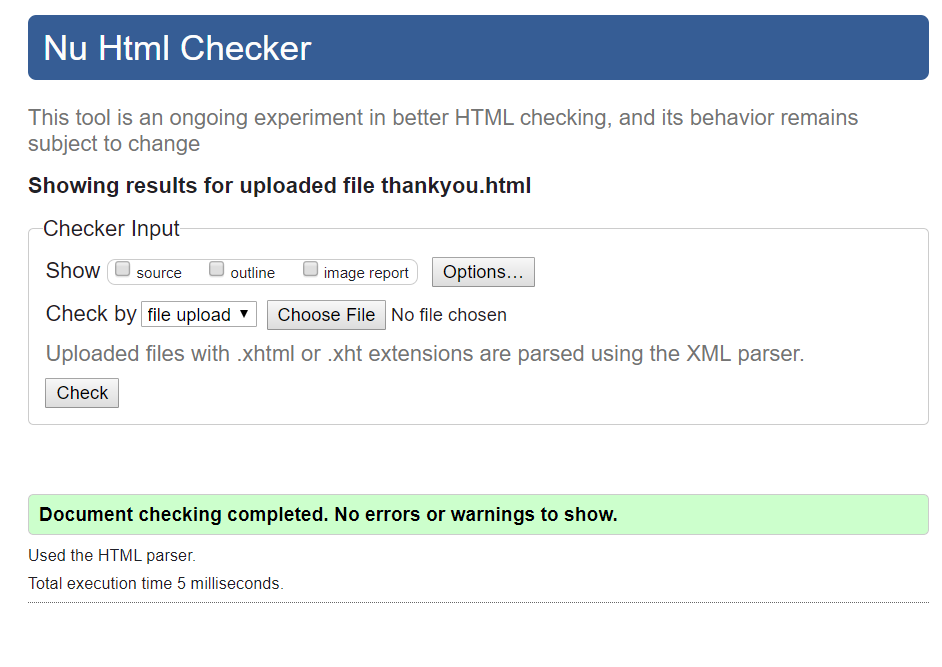 Nu Html Checker
This tool is an ongoing experiment in better HTML checking, and its behavior remains
subject to change
Showing results for uploaded file thankyou.html
Checker Input
Show source outline image report Options...
Check by file upload ▼ Choose File No file chosen
Uploaded files with .xhtml or .xht extensions are parsed using the XML parser.
Check
Document checking completed. No errors or warnings to show.
Used the HTML parser.
Total execution time 5 milliseconds.